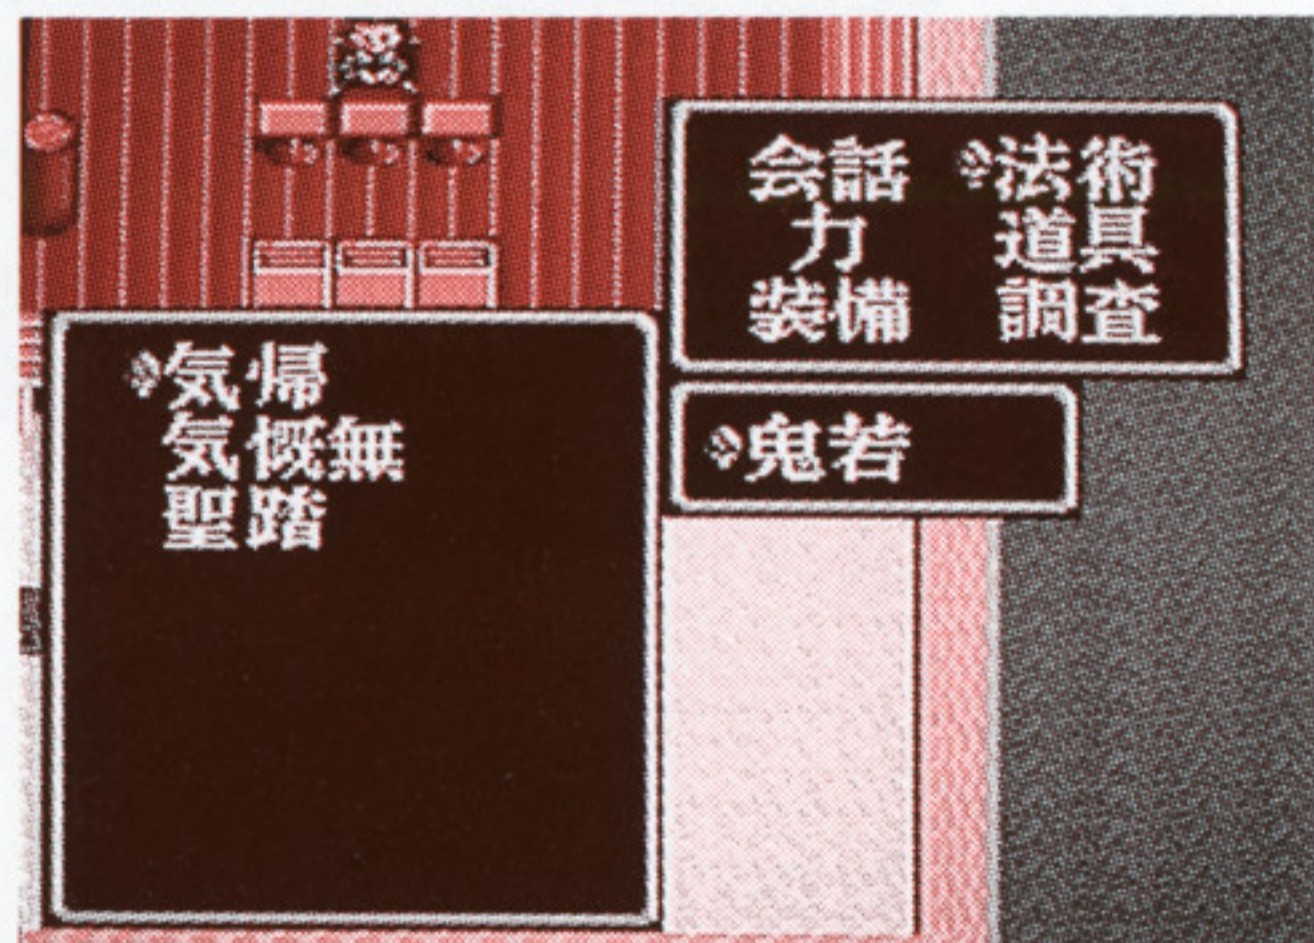 会話 法術
力 道具
装備 調査
鬼若
気帰
気慨無
聖踏